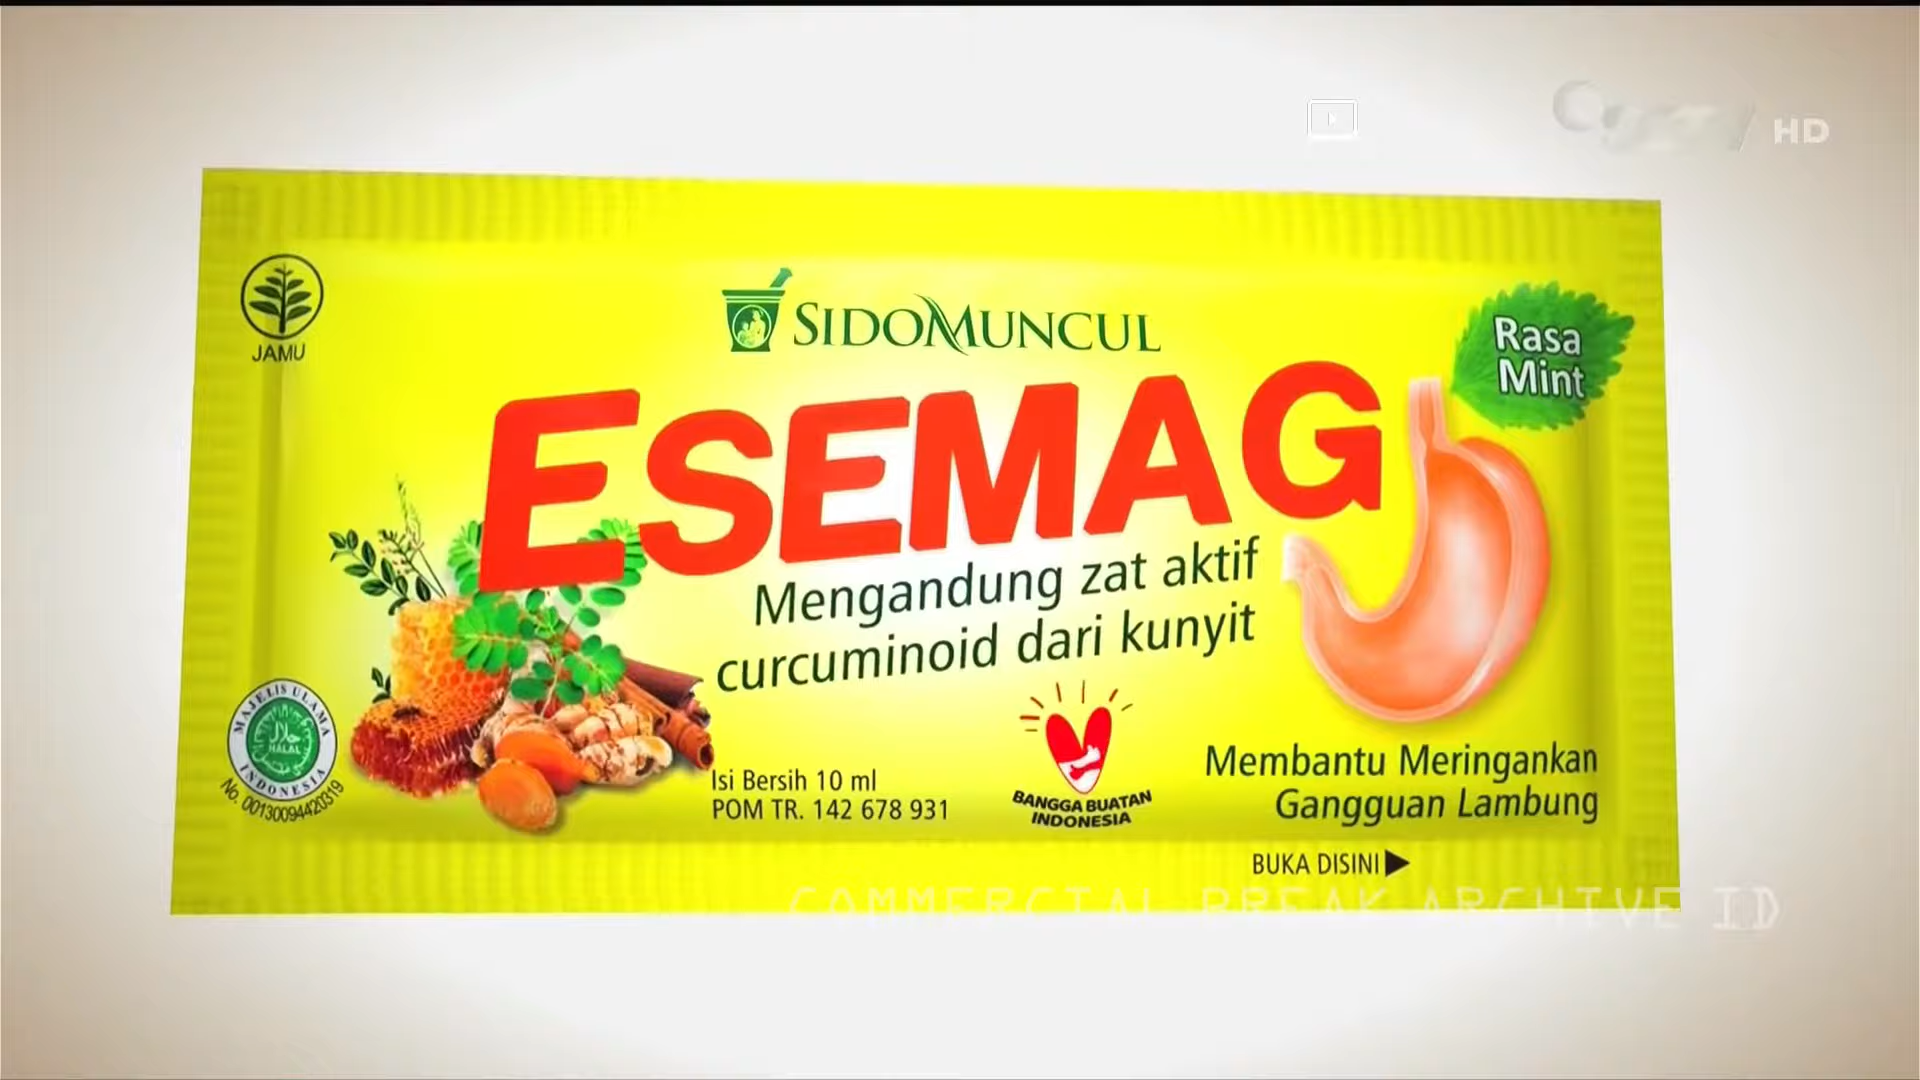 HD
JAMU
SIDOMUNCUL
Rasa
Mint
ESEMAG
Mengandung zat aktif
curcuminoid dari kunyit
MAJELIS ULAMA
حلال
HALAL
INDONESIA
No. 00130094420319
Isi Bersih 10 ml
POM TR. 142 678 931
BANGGA BUATAN
INDONESIA
Membantu Meringankan
Gangguan Lambung
BUKA DISINI
COMMERCIAL BREAK ARCHIVE ID